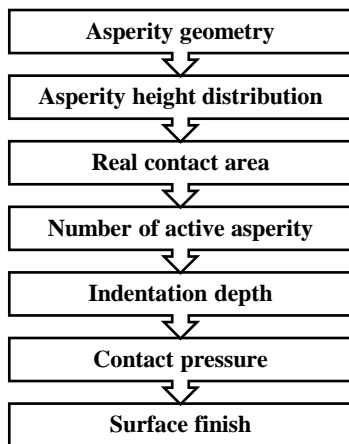 Asperity geometry
Asperity height distribution
Real contact area
Number of active asperity
Indentation depth
Contact pressure
Surface finish